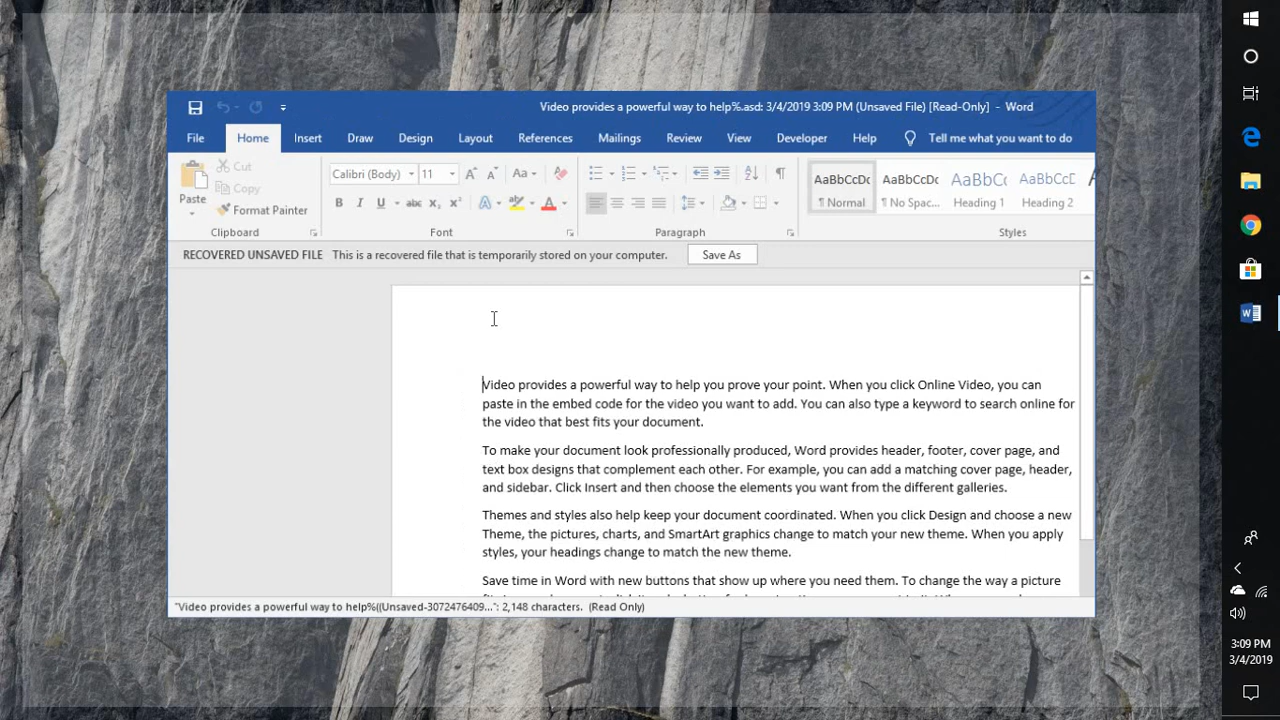 Video provides a powerful way to help%.asd: 3/4/2019 3:09 PM (Unsaved File) [Read-Only] - Word
File Home Insert Draw Design Layout References Mailings Review View Developer Help Tell me what you want to do
Cut
Copy
Paste
Format Painter
Calibri (Body) 11
Aa
B I U abc x₂ x²
AaBbCcDc AaBbCcDc AaBbC( AaBbCcD
¶ Normal ¶ No Spac... Heading 1 Heading 2
Clipboard Font Paragraph Styles
RECOVERED UNSAVED FILE This is a recovered file that is temporarily stored on your computer. Save As
Video provides a powerful way to help you prove your point. When you click Online Video, you can
paste in the embed code for the video you want to add. You can also type a keyword to search online for
the video that best fits your document.
To make your document look professionally produced, Word provides header, footer, cover page, and
text box designs that complement each other. For example, you can add a matching cover page, header,
and sidebar. Click Insert and then choose the elements you want from the different galleries.
Themes and styles also help keep your document coordinated. When you click Design and choose a new
Theme, the pictures, charts, and SmartArt graphics change to match your new theme. When you apply
styles, your headings change to match the new theme.
Save time in Word with new buttons that show up where you need them. To change the way a picture
"Video provides a powerful way to help%((Unsaved-3072476409...": 2,148 characters. (Read Only)
3:09 PM
3/4/2019